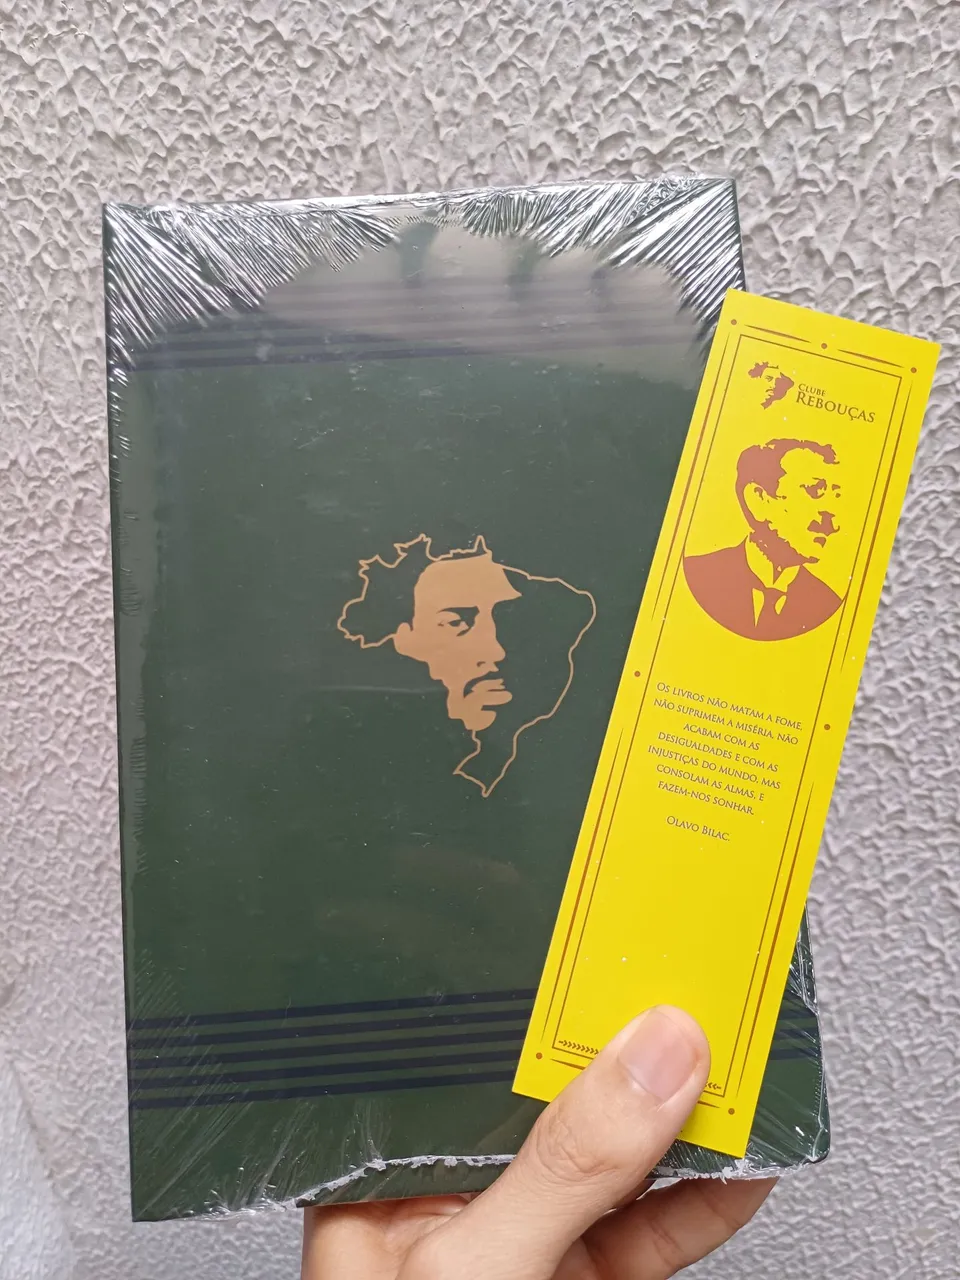 CLUBE
REBOUÇAS
OS LIVROS NÃO MATAM A FOME,
NÃO SUPRIMEM A MISÉRIA, NÃO
ACABAM COM AS
DESIGUALDADES E COM AS
INJUSTIÇAS DO MUNDO, MAS
CONSOLAM AS ALMAS, E
FAZEM-NOS SONHAR.
OLAVO BILAC.